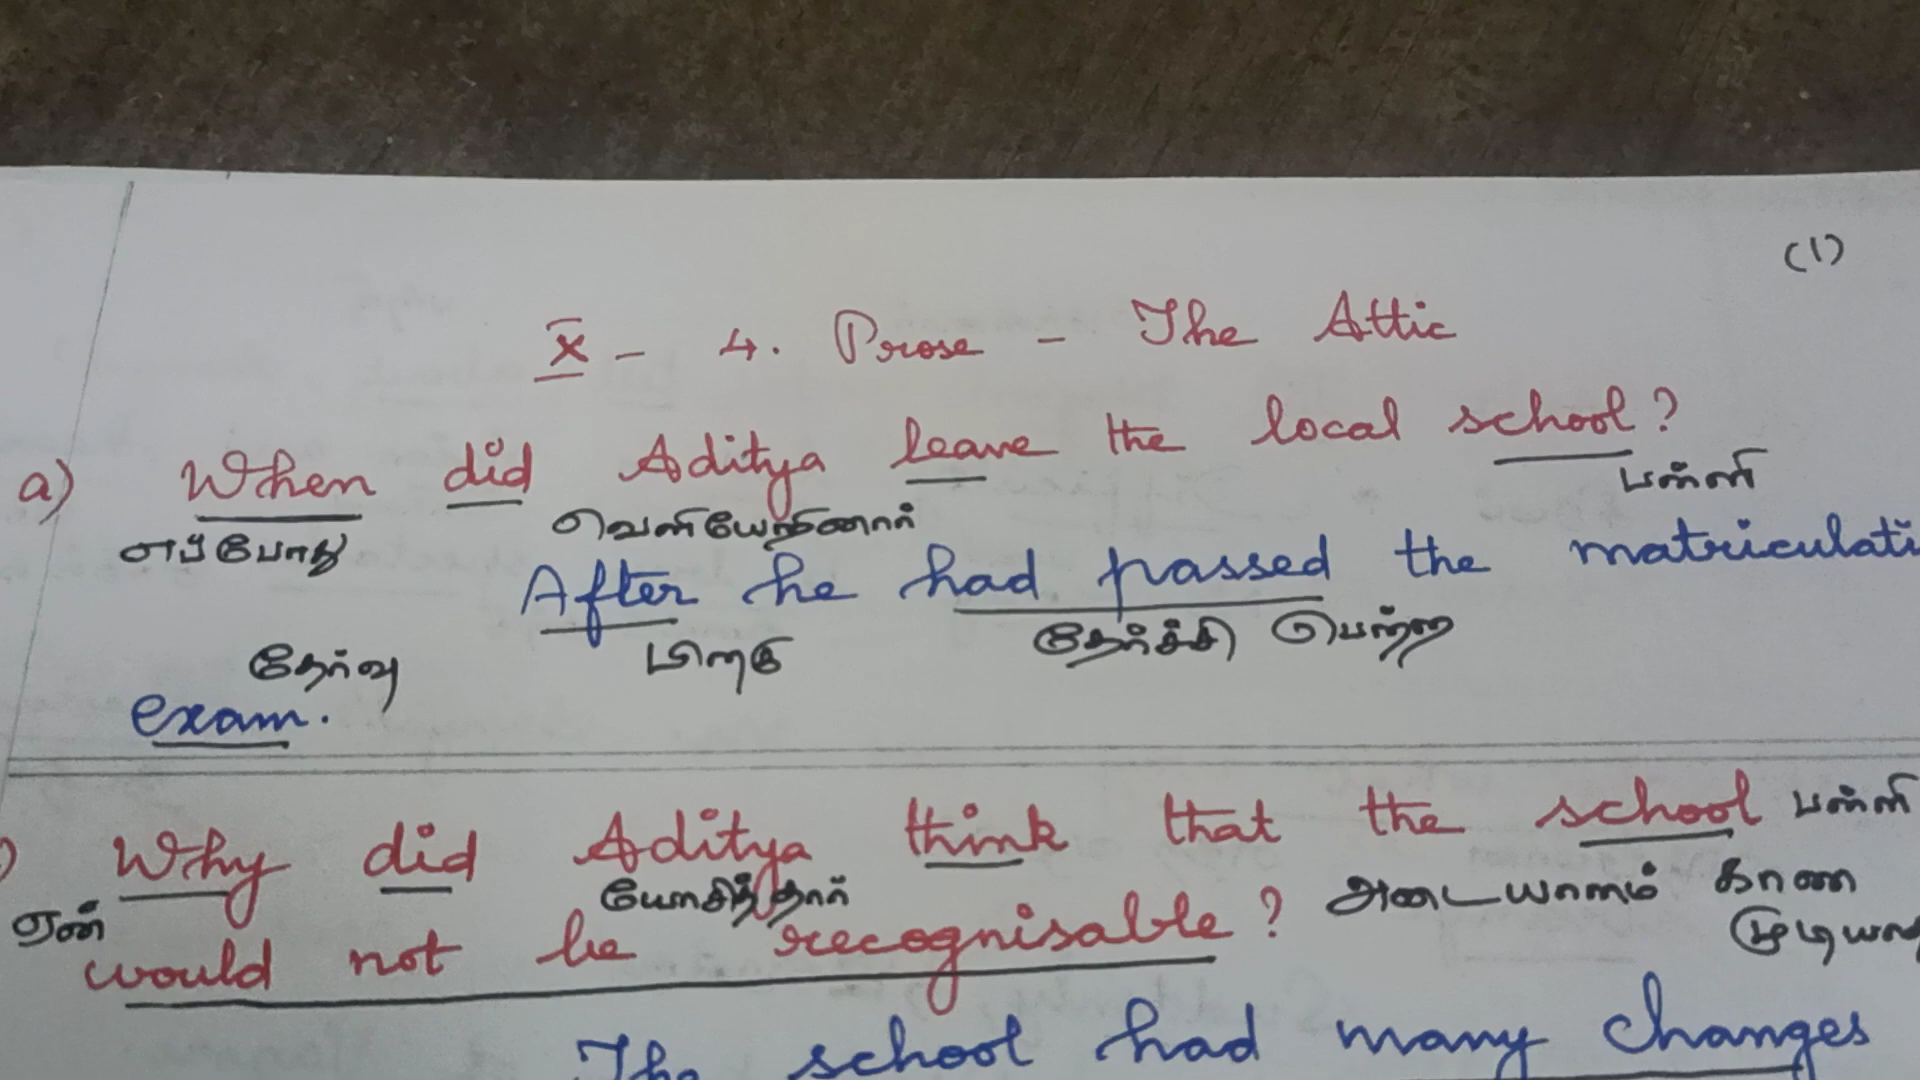 (1)
X - 4. Prose - The Attic
a) When did Aditya leave the local school?
எப்போது வெளியேறினார் பள்ளி
After he had passed the matriculati
தேர்வு பிறகு தேர்ச்சி பெற்ற
exam.
Why did Aditya think that the school பள்ளி
ஏன் யோசித்தார் அடையாளம் காண
would not be recognisable?
The school had many changes